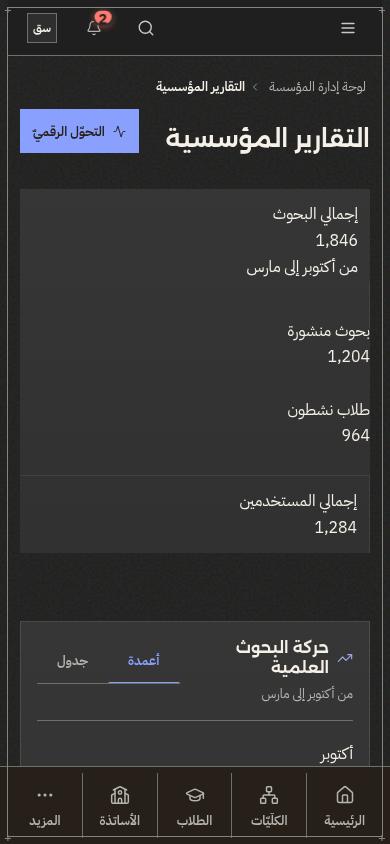 2
سق
لوحة إدارة المؤسسة
التقارير المؤسسية
التقارير المؤسسية
التحوّل الرقميّ
إجمالي البحوث
1,846
من أكتوبر إلى مارس
بحوث منشورة
1,204
طلاب نشطون
964
إجمالي المستخدمين
1,284
حركة البحوث
العلمية
من أكتوبر إلى مارس
أعمدة
جدول
أكتوبر
الرئيسية
الكلّيّات
الطلاب
الأساتذة
المزيد